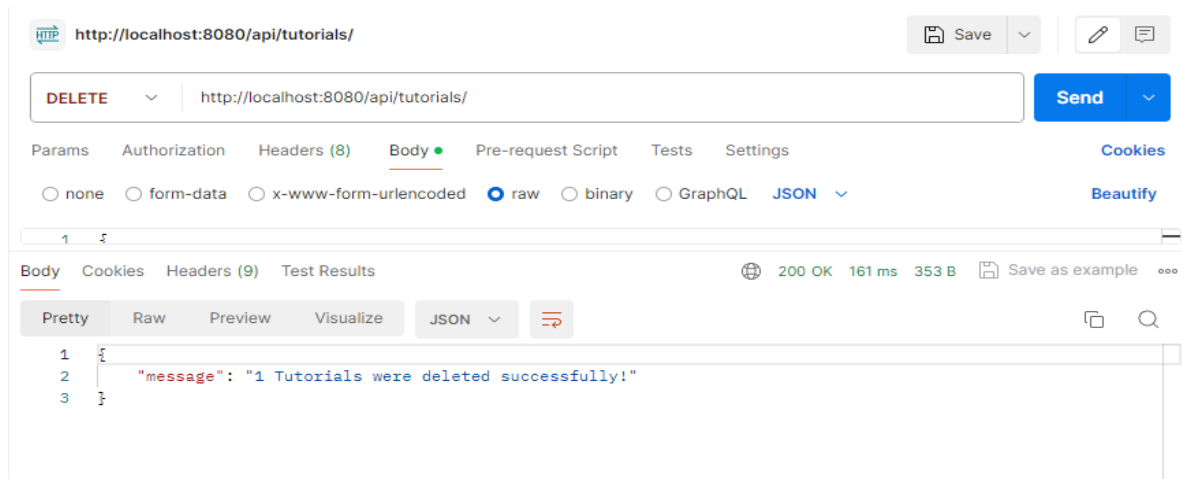 HTTP http://localhost:8080/api/tutorials/ Save
DELETE http://localhost:8080/api/tutorials/ Send
Params Authorization Headers (8) Body Pre-request Script Tests Settings Cookies
none form-data x-www-form-urlencoded raw binary GraphQL JSON Beautify
1 {
Body Cookies Headers (9) Test Results 200 OK 161 ms 353 B Save as example
Pretty Raw Preview Visualize JSON
1 {
2 "message": "1 Tutorials were deleted successfully!"
3 }